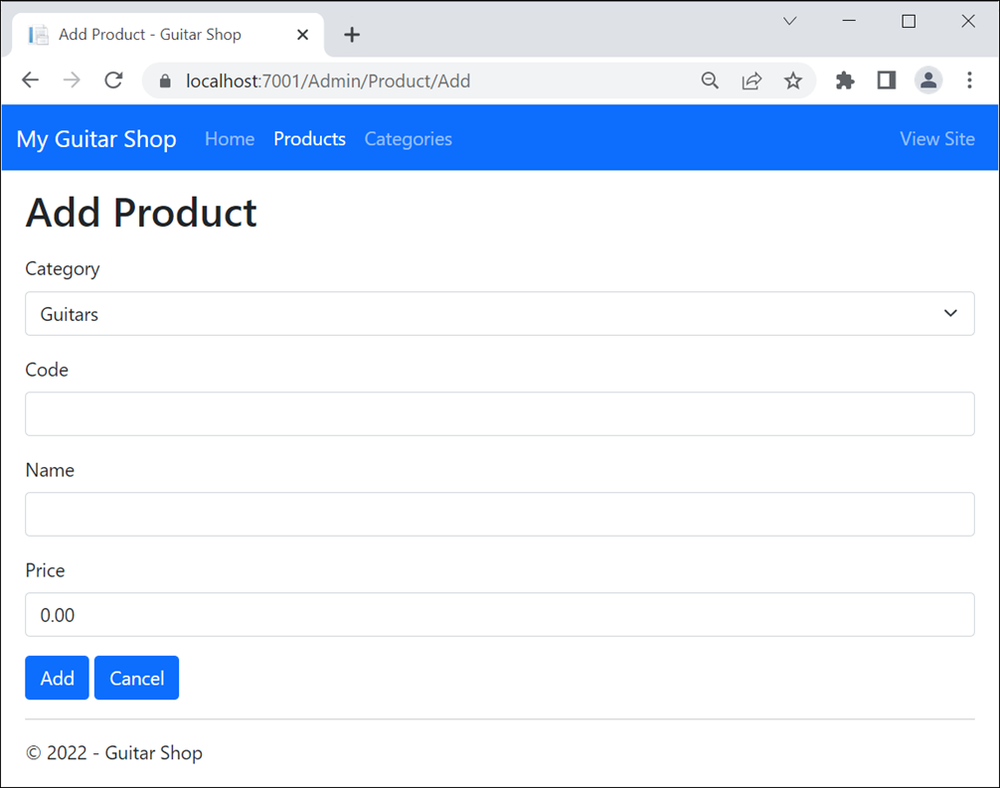 Add Product - Guitar Shop
localhost:7001/Admin/Product/Add
My Guitar Shop Home Products Categories View Site
Add Product
Category
Guitars
Code
Name
Price
0.00
Add Cancel
© 2022 - Guitar Shop